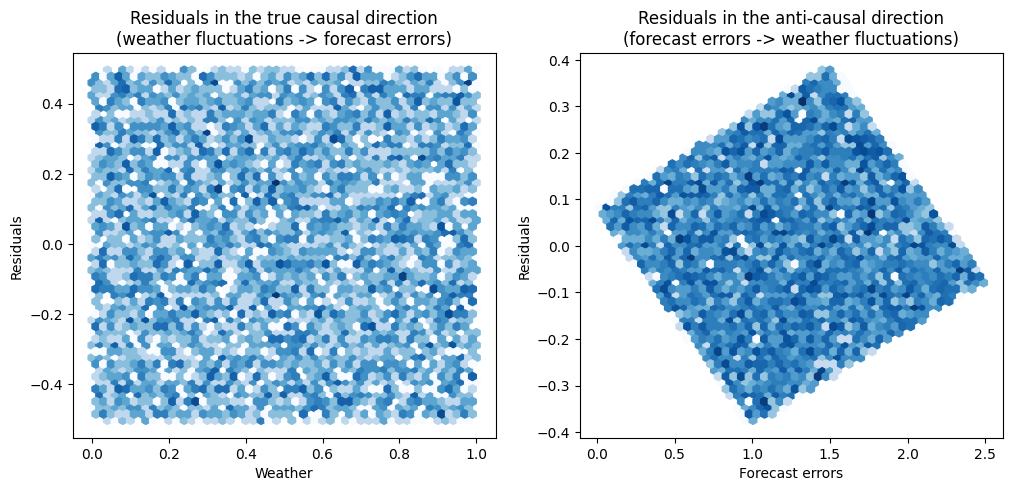 Residuals in the true causal direction
(weather fluctuations -> forecast errors)
Residuals
0.4
0.2
0.0
−0.2
−0.4
0.0 0.2 0.4 0.6 0.8 1.0
Weather
Residuals in the anti-causal direction
(forecast errors -> weather fluctuations)
Residuals
0.4
0.3
0.2
0.1
0.0
−0.1
−0.2
−0.3
−0.4
0.0 0.5 1.0 1.5 2.0 2.5
Forecast errors